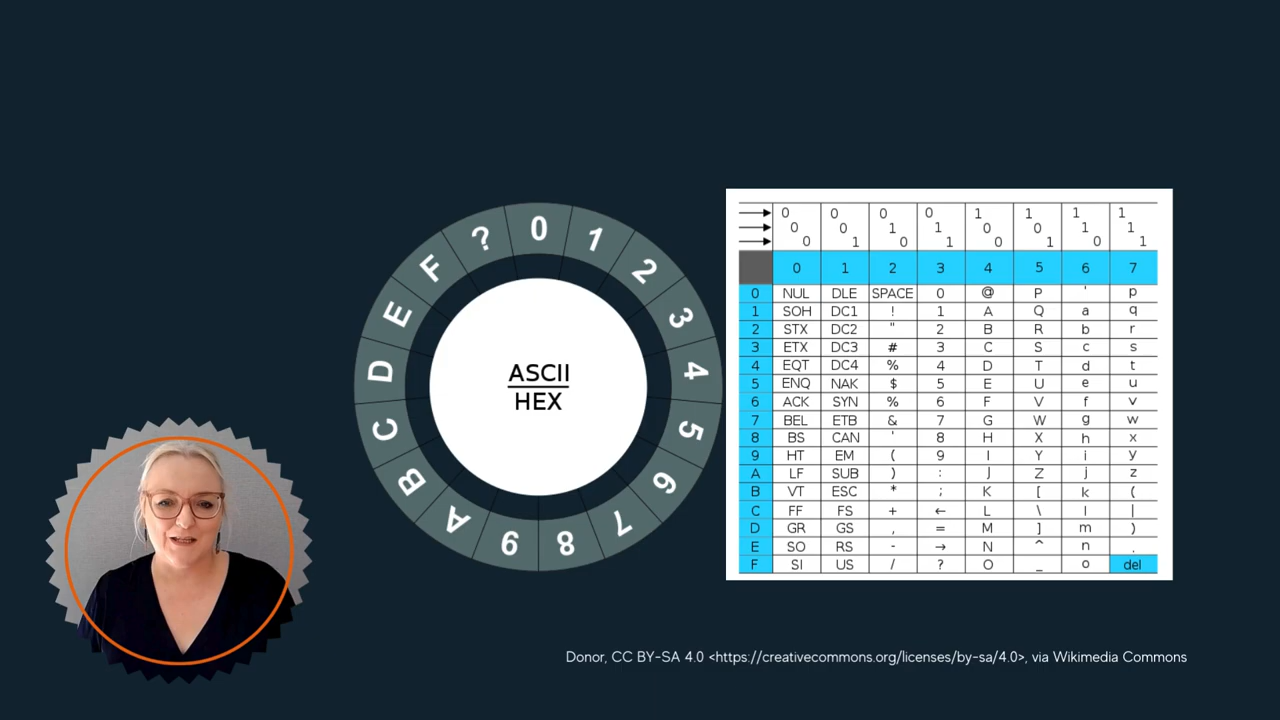 ? 0 1 2 3 4 5 6 7 8 9 A B C D E F
ASCII
HEX
0 0 0 0 1 1 1 1
0 0 1 1 0 0 1 1
0 1 0 1 0 1 0 1
0 1 2 3 4 5 6 7
0 NUL DLE SPACE 0 @ P ' p
1 SOH DC1 ! 1 A Q a q
2 STX DC2 " 2 B R b r
3 ETX DC3 # 3 C S c s
4 EQT DC4 % 4 D T d t
5 ENQ NAK $ 5 E U e u
6 ACK SYN % 6 F V f v
7 BEL ETB & 7 G W g w
8 BS CAN ' 8 H X h x
9 HT EM ( 9 I Y i y
A LF SUB ) : J Z j z
B VT ESC * ; K [ k (
C FF FS + ← L \ l |
D GR GS , = M ] m )
E SO RS - → N ^ n .
F SI US / ? O _ o del
Donor, CC BY-SA 4.0 <https://creativecommons.org/licenses/by-sa/4.0>, via Wikimedia Commons